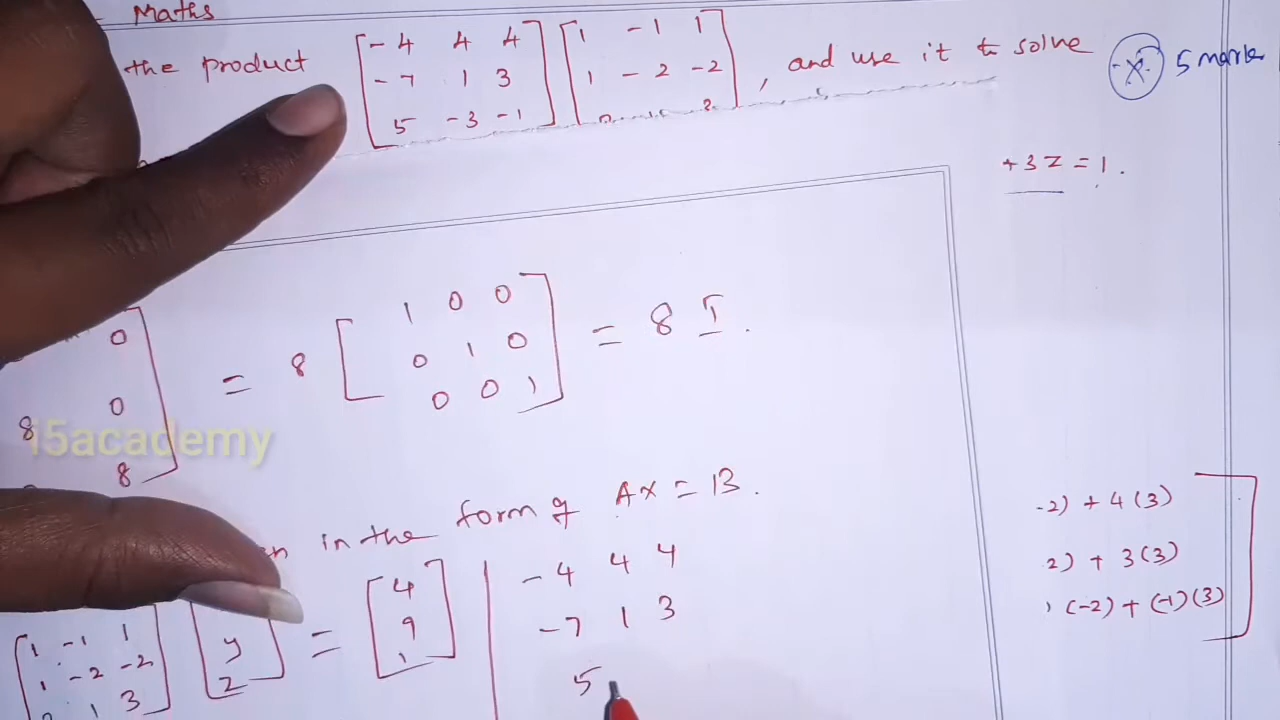 Maths
the product [-4 4 4 [1 -1 1 , and use it to solve (*) 5 marks
-7 1 3 1 -2 -2
5 -3 -1]
+3z = 1.
0
8 0 = 8 [1 0 0 = 8 I.
0 1 0
0 0 1]
i5academy
8
in the form of AX = B.
[1 -1 1 y = [4 -4 4 4
1 -2 -2 z] 9 -7 1 3
1 3] 1] 5
-2) + 4(3)
2) + 3(3)
(-2) + (-1)(3)]